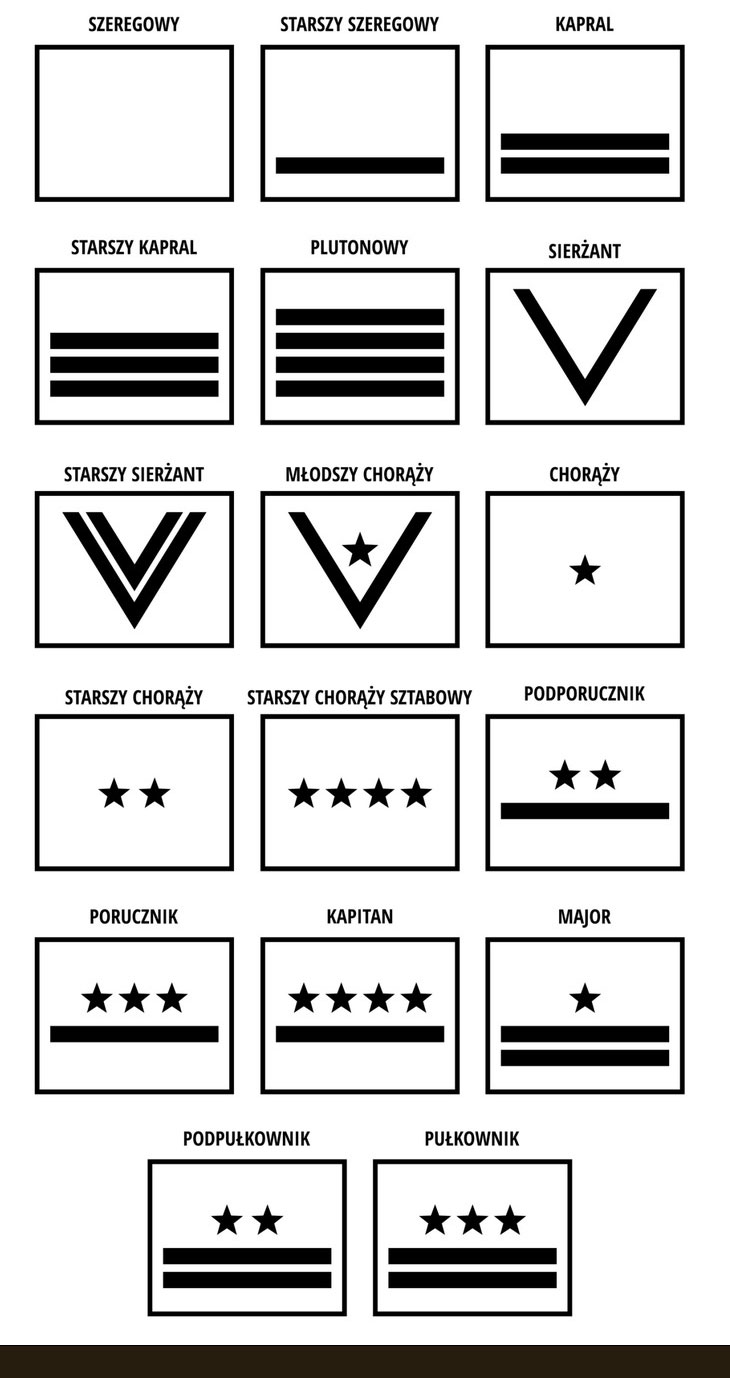 SZEREGOWY
STARSZY SZEREGOWY
KAPRAL
STARSZY KAPRAL
PLUTONOWY
SIERŻANT
STARSZY SIERŻANT
MŁODSZY CHORĄŻY
CHORĄŻY
STARSZY CHORĄŻY
STARSZY CHORĄŻY SZTABOWY
PODPORUCZNIK
PORUCZNIK
KAPITAN
MAJOR
PODPUŁKOWNIK
PUŁKOWNIK